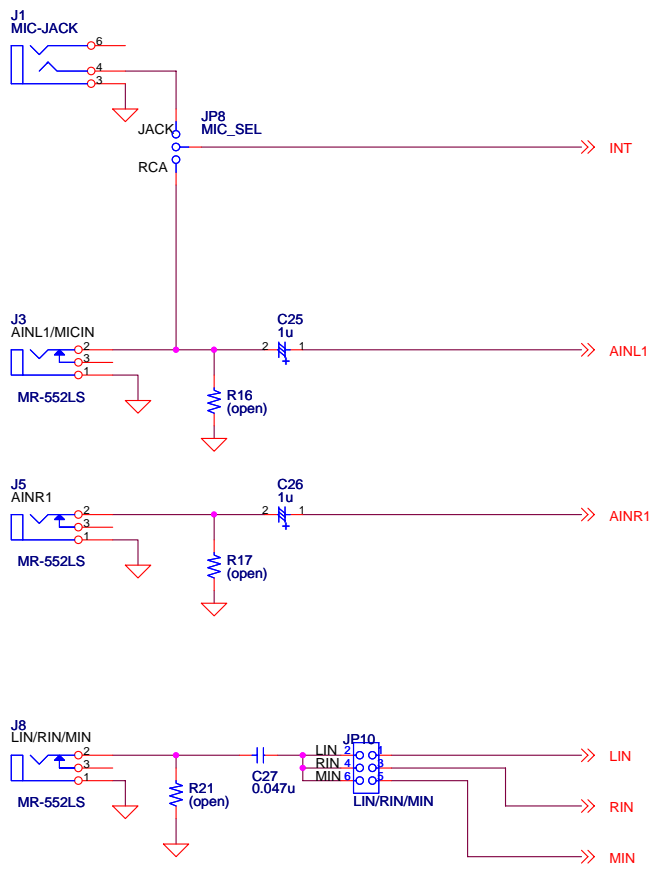 J1
MIC-JACK
6
4
3
JP8
MIC_SEL
JACK
RCA
INT
J3
AINL1/MICIN
2
3
1
MR-552LS
C25
1u
2 1
+
AINL1
R16
(open)
J5
AINR1
2
3
1
MR-552LS
C26
1u
2 1
+
AINR1
R17
(open)
J8
LIN/RIN/MIN
2
3
1
MR-552LS
R21
(open)
C27
0.047u
JP10
LIN 2 1
RIN 4 3
MIN 6 5
LIN/RIN/MIN
LIN
RIN
MIN